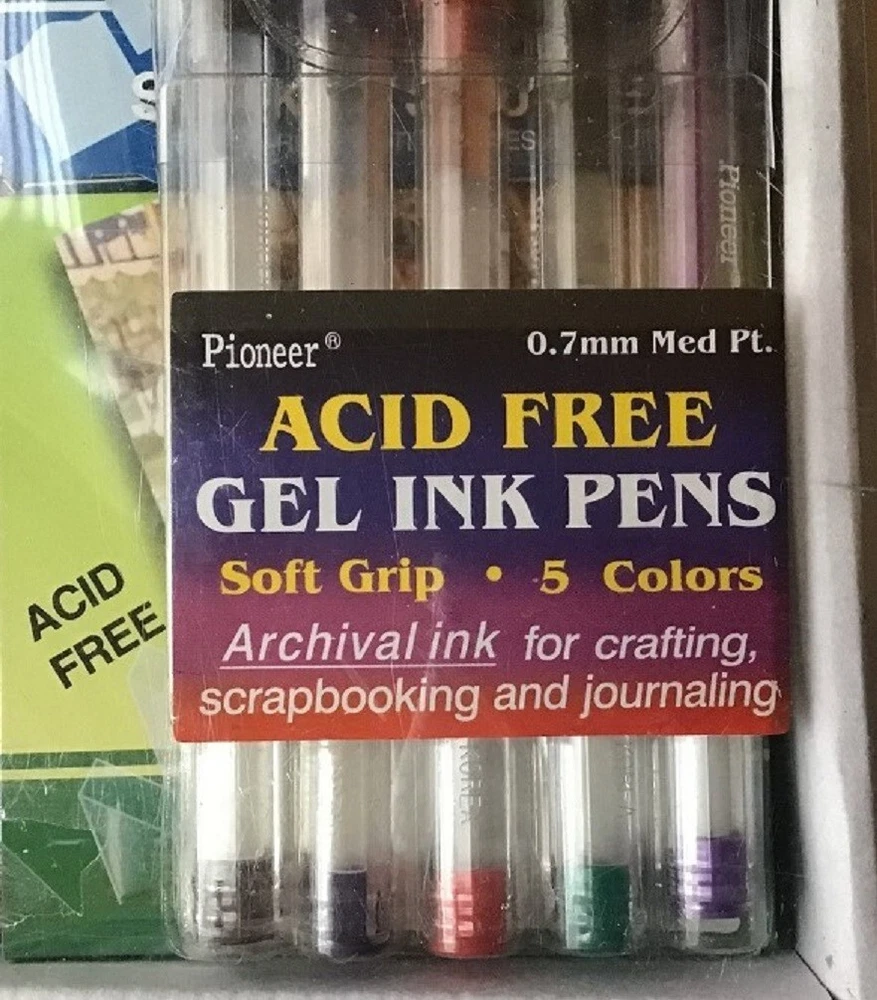 Pioneer
Pioneer® 0.7mm Med Pt.
ACID FREE
GEL INK PENS
Soft Grip • 5 Colors
Archival ink for crafting,
scrapbooking and journaling
ACID
FREE
KOREA